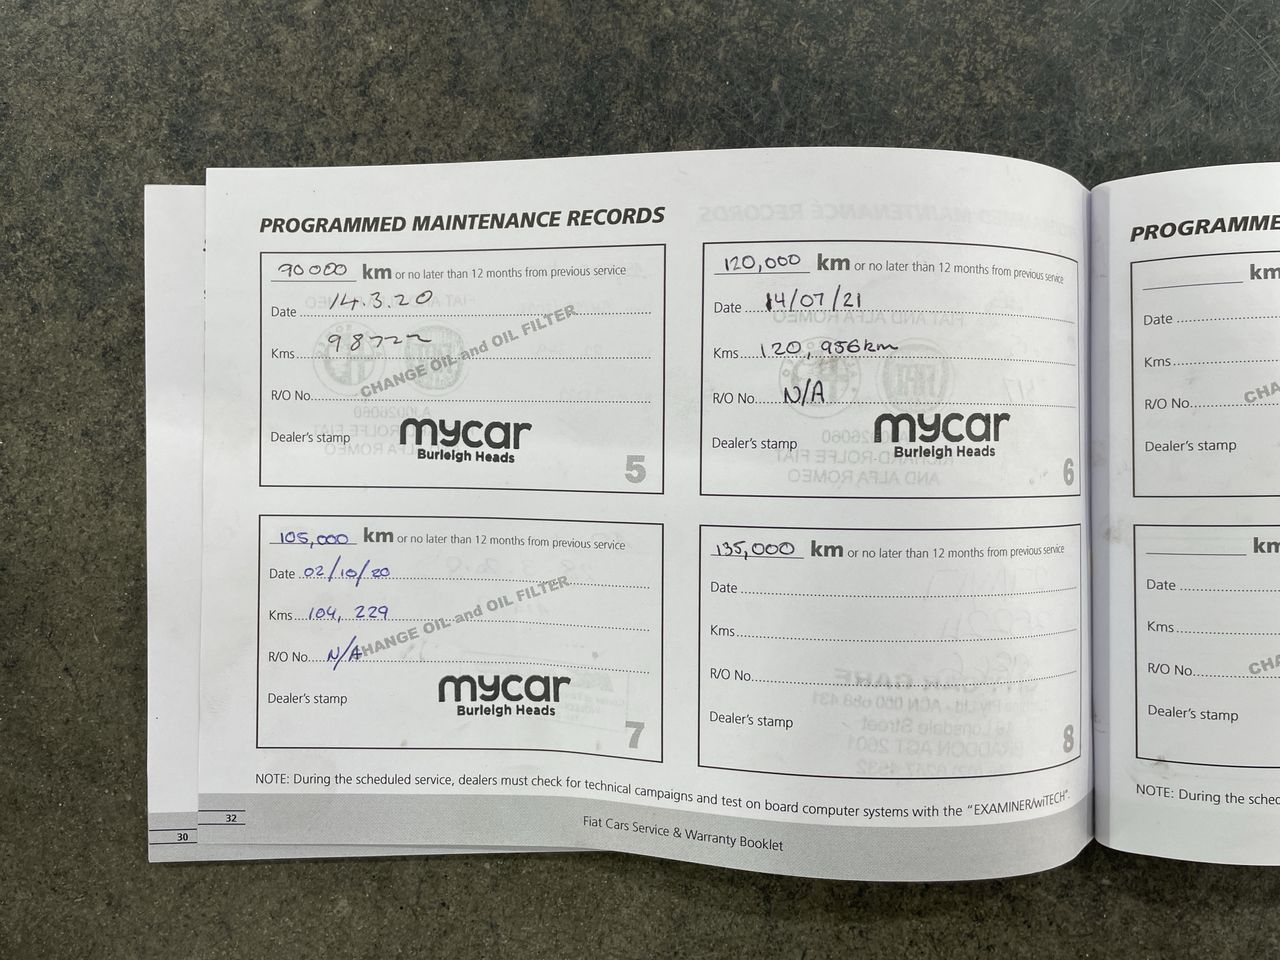 PROGRAMMED MAINTENANCE RECORDS
90000 km or no later than 12 months from previous service
Date 14.3.20
Kms 98722
CHANGE OIL and OIL FILTER
R/O No.
Dealer's stamp
mycar
Burleigh Heads
5
120,000 km or no later than 12 months from previous service
Date 14/07/21
Kms 120,956km
R/O No. N/A
Dealer's stamp
mycar
Burleigh Heads
6
105,000 km or no later than 12 months from previous service
Date 02/10/20
Kms 104, 229
CHANGE OIL and OIL FILTER
R/O No. N/A
Dealer's stamp
mycar
Burleigh Heads
7
135,000 km or no later than 12 months from previous service
Date
Kms
R/O No.
Dealer's stamp
8
NOTE: During the scheduled service, dealers must check for technical campaigns and test on board computer systems with the "EXAMINER/wiTECH".
30
32
Fiat Cars Service & Warranty Booklet
PROGRAMME
km
Date
Kms
R/O No.
CHA
Dealer's stamp
km
Date
Kms
R/O No.
CHA
Dealer's stamp
NOTE: During the sched